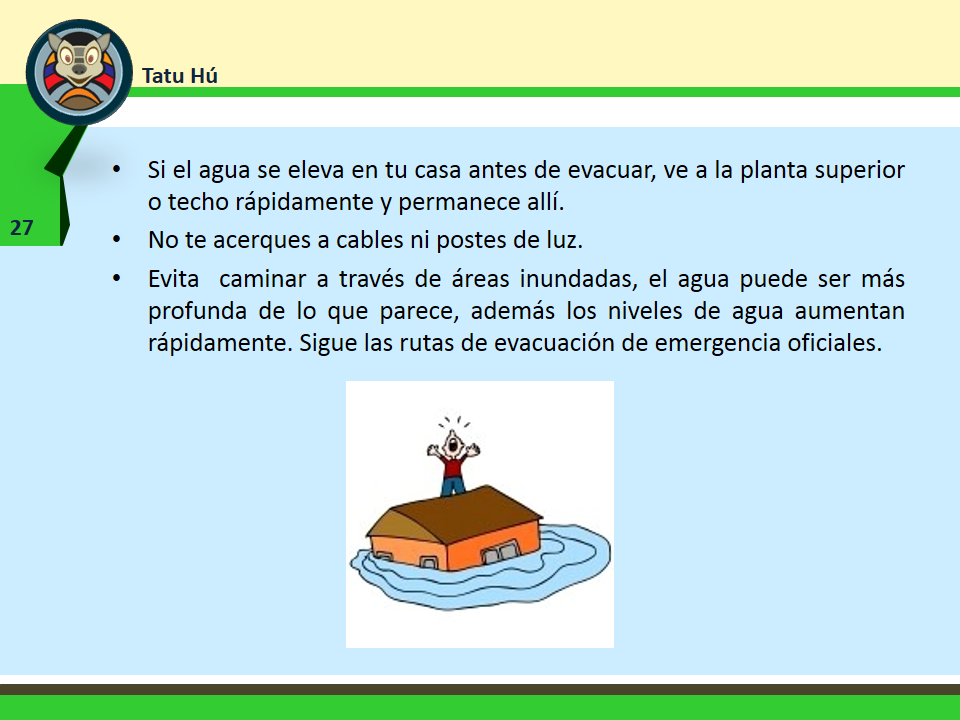 Tatu Hú
• Si el agua se eleva en tu casa antes de evacuar, ve a la planta superior
o techo rápidamente y permanece allí.
27
• No te acerques a cables ni postes de luz.
• Evita  caminar a través de áreas inundadas, el agua puede ser más
profunda de lo que parece, además los niveles de agua aumentan
rápidamente. Sigue las rutas de evacuación de emergencia oficiales.